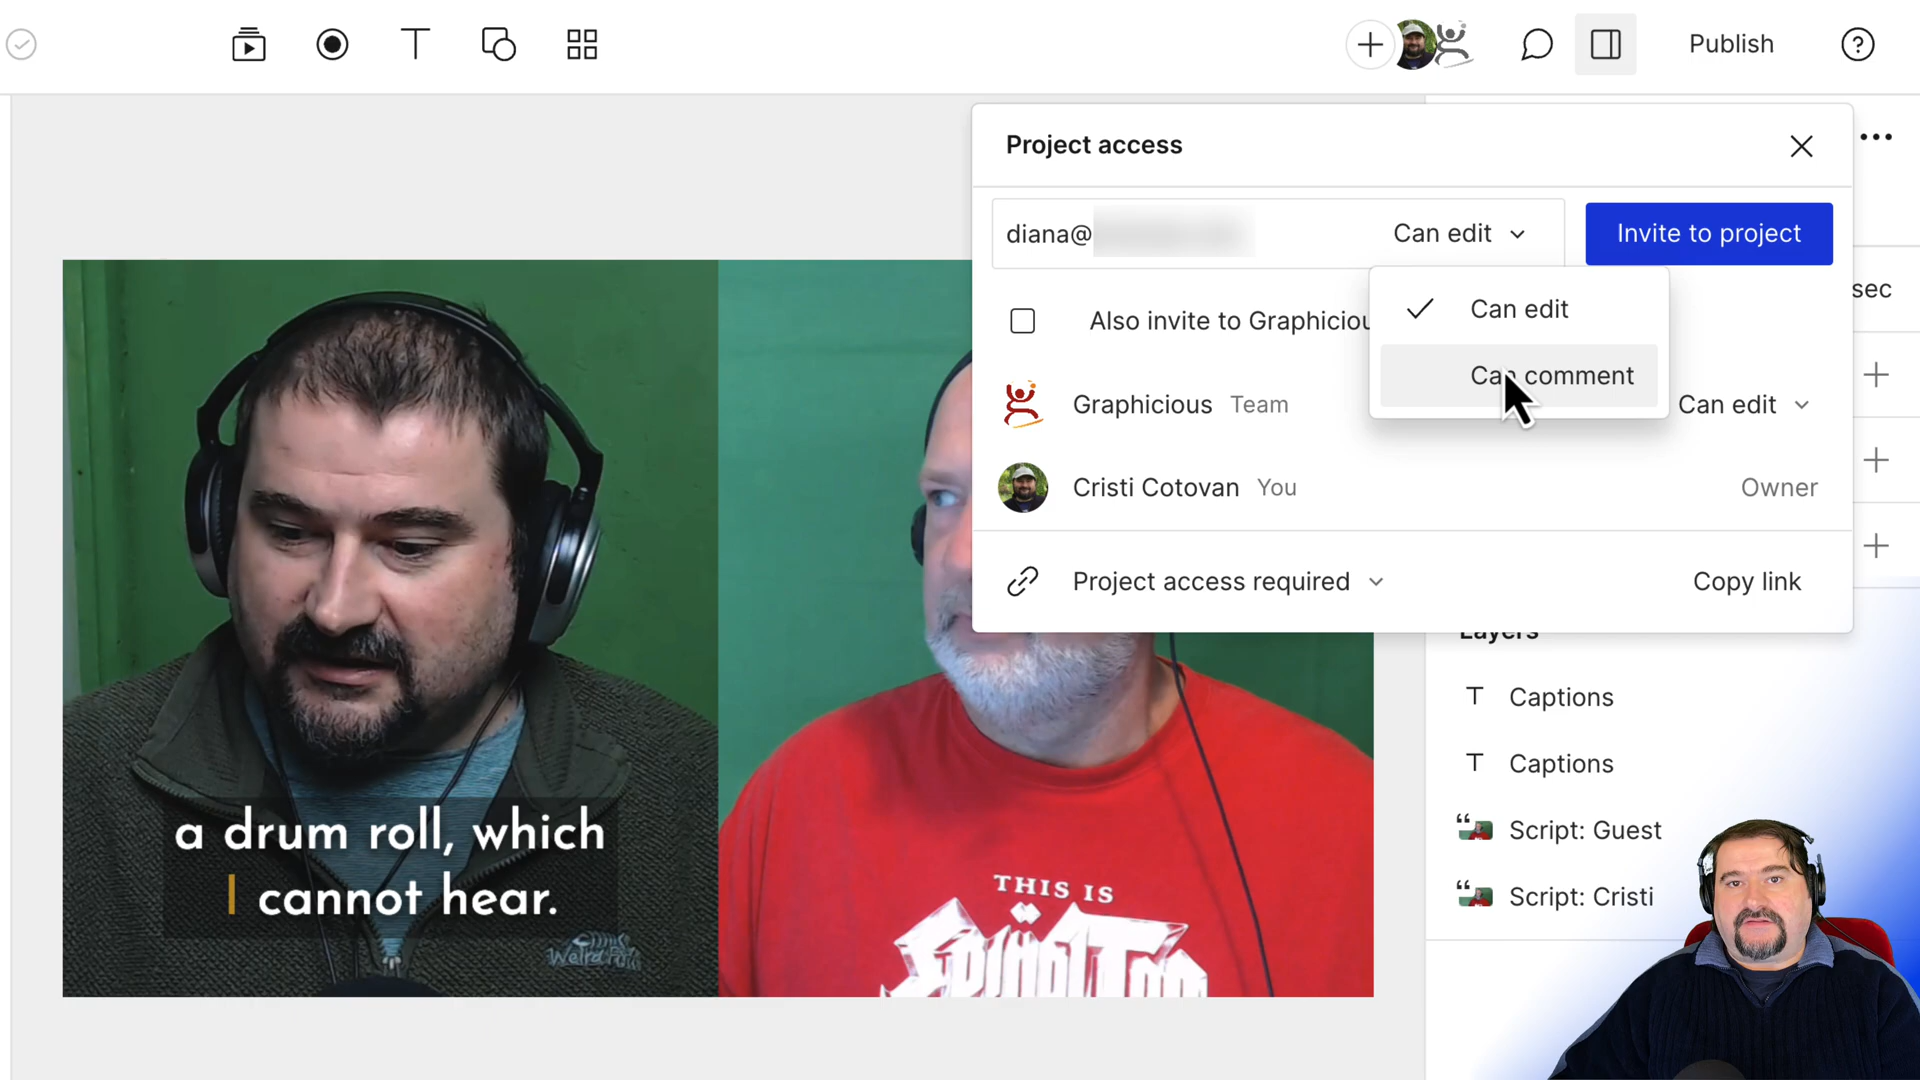 Publish
Project access
diana@
Can edit
Invite to project
sec
Also invite to Graphiciou
Can edit
Can comment
Graphicious Team
Can edit
Cristi Cotovan You
Owner
Project access required
Copy link
Layers
Captions
Captions
Script: Guest
Script: Cristi
a drum roll, which
I cannot hear.
THIS IS
Spinal Tap